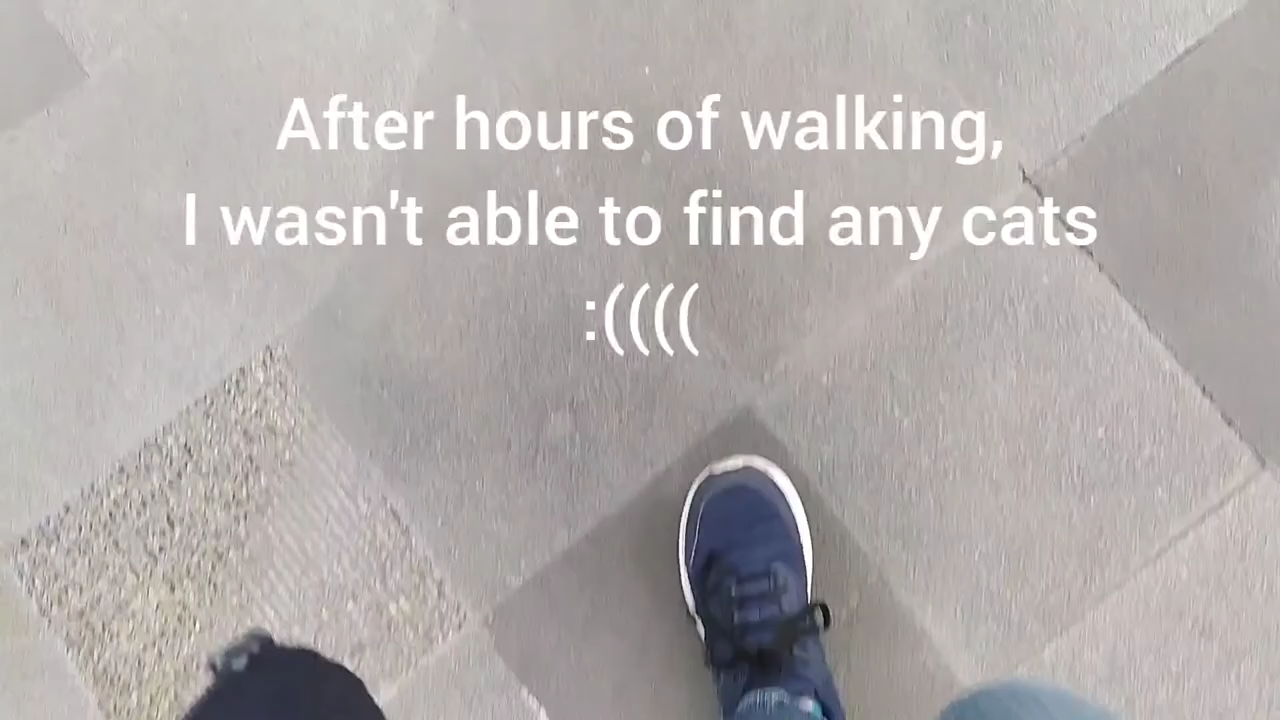 After hours of walking,
I wasn't able to find any cats
:((((